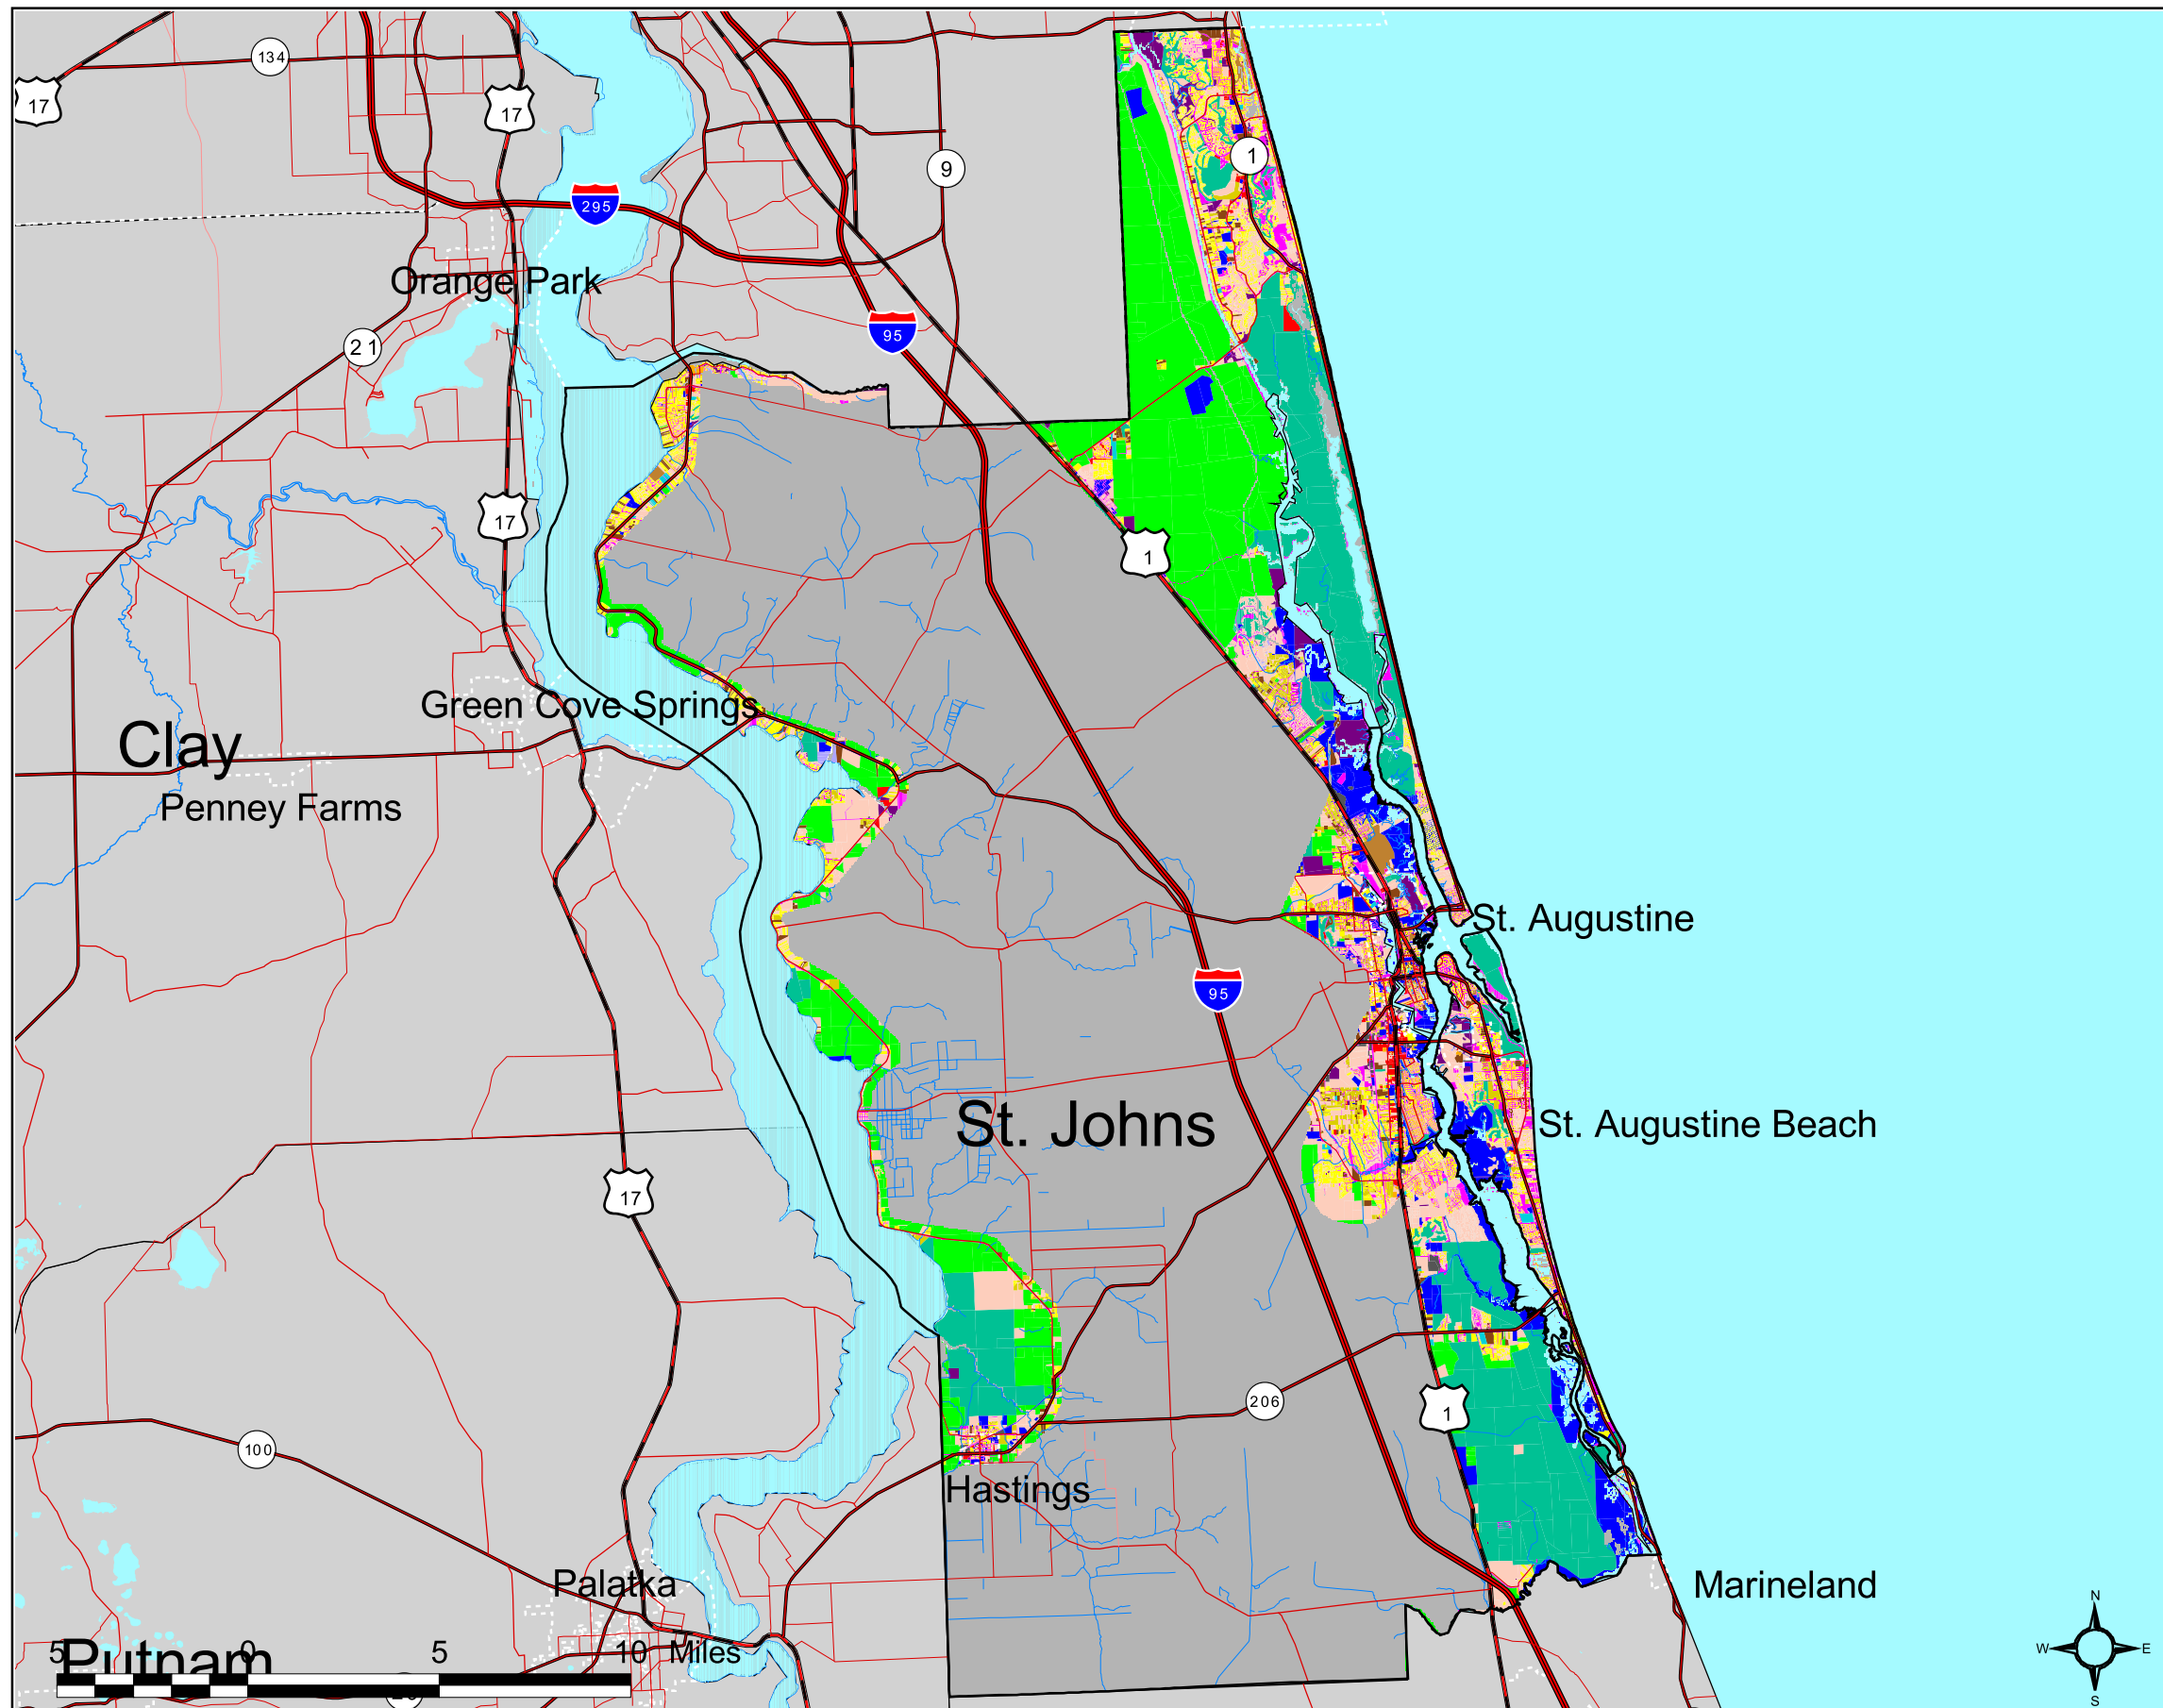 134
17
17
9
1
295
Orange Park
95
21
17
1
Green Cove Springs
Clay
Penney Farms
St. Augustine
95
St. Johns
St. Augustine Beach
17
206
1
100
Hastings
Palatka
Marineland
N
W
E
S
Putnam
5
0
5
10
Miles